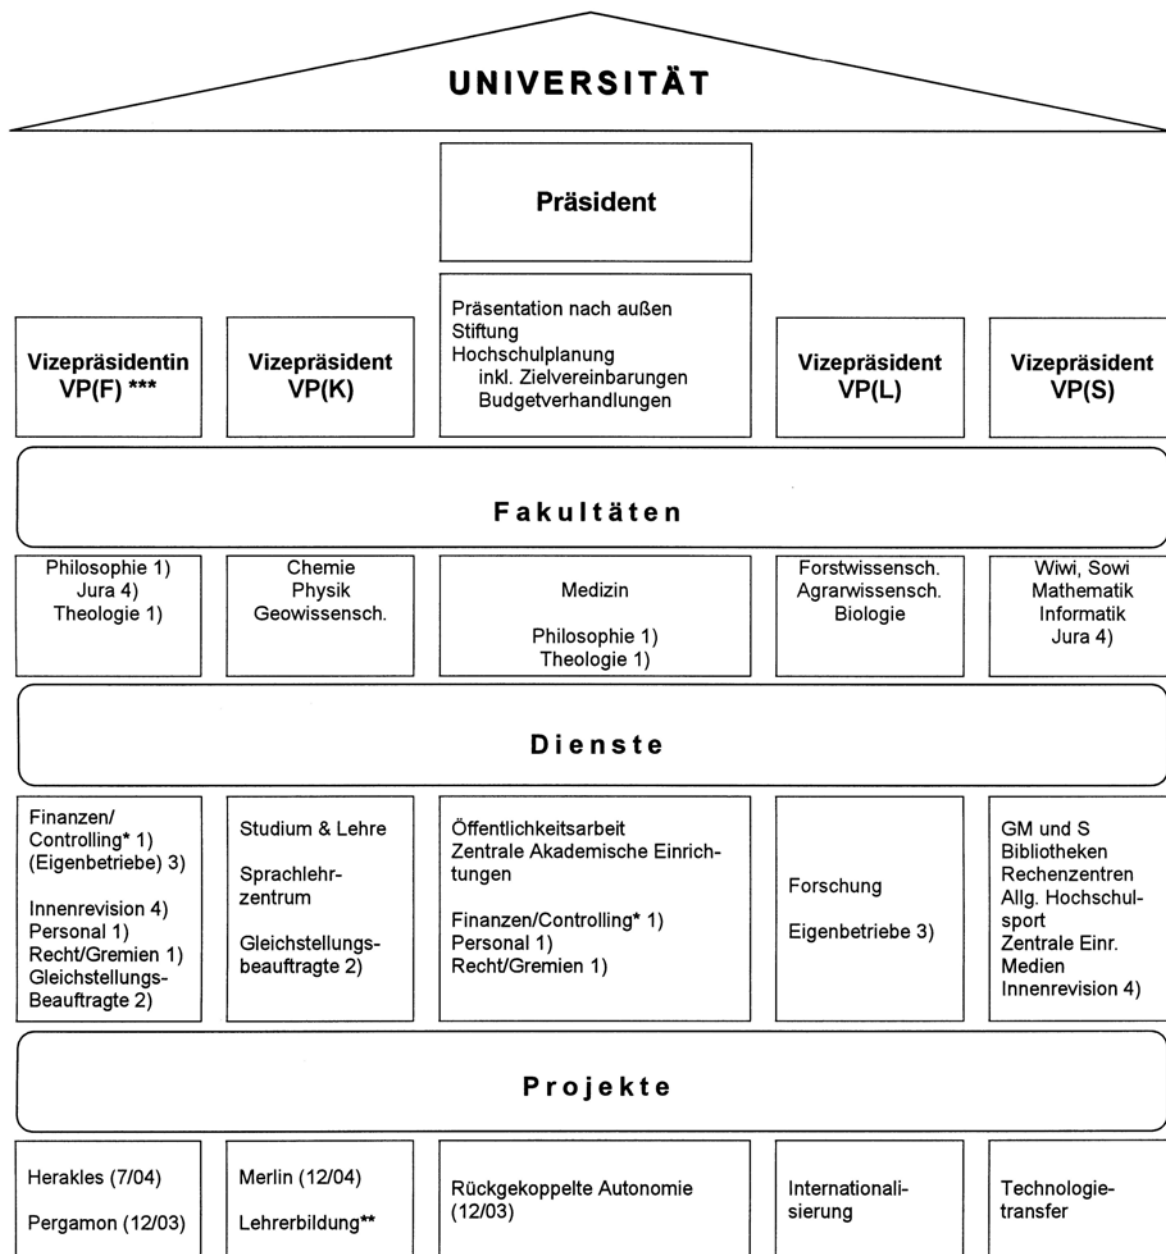 UNIVERSITÄT
Präsident
Präsentation nach außen
Stiftung
Hochschulplanung
inkl. Zielvereinbarungen
Budgetverhandlungen
Vizepräsidentin
VP(F) ***
Vizepräsident
VP(K)
Vizepräsident
VP(L)
Vizepräsident
VP(S)
Fakultäten
Philosophie 1)
Jura 4)
Theologie 1)
Chemie
Physik
Geowissensch.
Medizin
Philosophie 1)
Theologie 1)
Forstwissensch.
Agrarwissensch.
Biologie
Wiwi, Sowi
Mathematik
Informatik
Jura 4)
Dienste
Finanzen/
Controlling* 1)
(Eigenbetriebe) 3)
Innenrevision 4)
Personal 1)
Recht/Gremien 1)
Gleichstellungs-
Beauftragte 2)
Studium & Lehre
Sprachlehr-
zentrum
Gleichstellungs-
beauftragte 2)
Öffentlichkeitsarbeit
Zentrale Akademische Einrich-
tungen
Finanzen/Controlling* 1)
Personal 1)
Recht/Gremien 1)
Forschung
Eigenbetriebe 3)
GM und S
Bibliotheken
Rechenzentren
Allg. Hochschul-
sport
Zentrale Einr.
Medien
Innenrevision 4)
Projekte
Herakles (7/04)
Pergamon (12/03)
Merlin (12/04)
Lehrerbildung**
Rückgekoppelte Autonomie
(12/03)
Internationali-
sierung
Technologie-
transfer